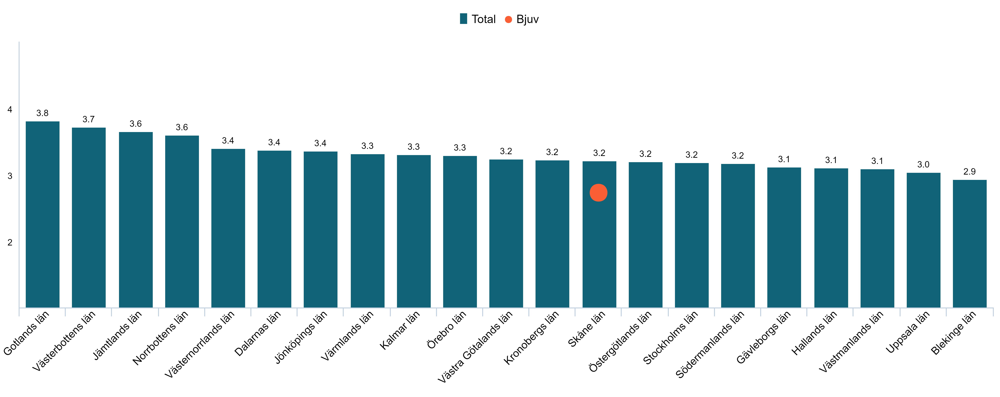 Total Bjuv
4
3
2
3.8
3.7
3.6
3.6
3.4
3.4
3.4
3.3
3.3
3.3
3.2
3.2
3.2
3.2
3.2
3.2
3.1
3.1
3.1
3.0
2.9
Gotlands län
Västerbottens län
Jämtlands län
Norrbottens län
Västernorrlands län
Dalarnas län
Jönköpings län
Värmlands län
Kalmar län
Örebro län
Västra Götalands län
Kronobergs län
Skåne län
Östergötlands län
Stockholms län
Södermanlands län
Gävleborgs län
Hallands län
Västmanlands län
Uppsala län
Blekinge län